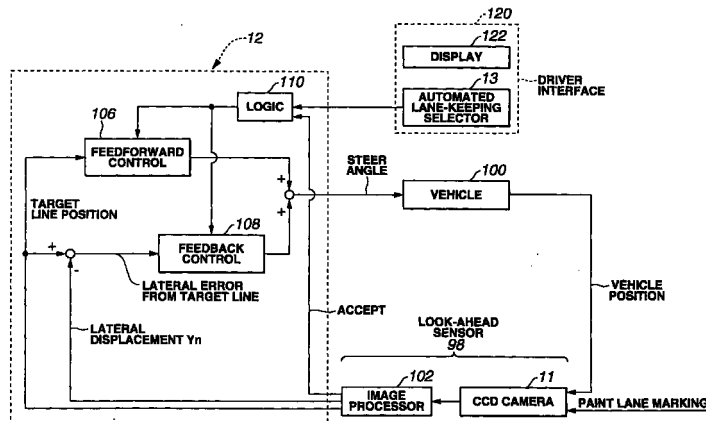 120
12
122
DISPLAY
13
AUTOMATED
LANE-KEEPING
SELECTOR
DRIVER
INTERFACE
110
LOGIC
106
FEEDFORWARD
CONTROL
STEER
ANGLE
100
VEHICLE
+
+
TARGET
LINE POSITION
108
FEEDBACK
CONTROL
+
-
LATERAL ERROR
FROM TARGET LINE
VEHICLE
POSITION
LATERAL
DISPLACEMENT Yn
ACCEPT
LOOK-AHEAD
SENSOR
98
102
IMAGE
PROCESSOR
11
CCD CAMERA
PAINT LANE MARKING